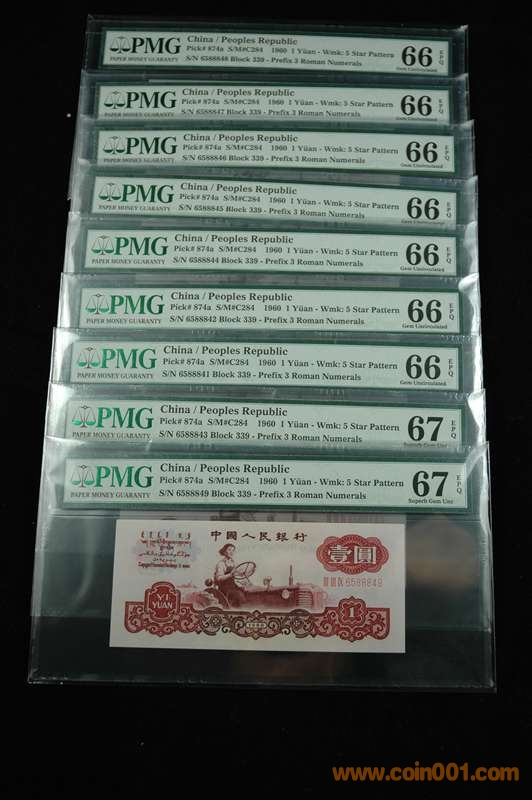 PMG
PAPER MONEY GUARANTY
China / Peoples Republic
Pick# 874a S/M#C284 1960 1 Yüan - Wmk: 5 Star Pattern
S/N 6588848 Block 339 - Prefix 3 Roman Numerals
66 EPQ
Gem Uncirculated
PMG
PAPER MONEY GUARANTY
China / Peoples Republic
Pick# 874a S/M#C284 1960 1 Yüan - Wmk: 5 Star Pattern
S/N 6588847 Block 339 - Prefix 3 Roman Numerals
66 EPQ
Gem Uncirculated
PMG
PAPER MONEY GUARANTY
China / Peoples Republic
Pick# 874a S/M#C284 1960 1 Yüan - Wmk: 5 Star Pattern
S/N 6588846 Block 339 - Prefix 3 Roman Numerals
66 EPQ
Gem Uncirculated
PMG
PAPER MONEY GUARANTY
China / Peoples Republic
Pick# 874a S/M#C284 1960 1 Yüan - Wmk: 5 Star Pattern
S/N 6588845 Block 339 - Prefix 3 Roman Numerals
66 EPQ
Gem Uncirculated
PMG
PAPER MONEY GUARANTY
China / Peoples Republic
Pick# 874a S/M#C284 1960 1 Yüan - Wmk: 5 Star Pattern
S/N 6588844 Block 339 - Prefix 3 Roman Numerals
66 EPQ
Gem Uncirculated
PMG
PAPER MONEY GUARANTY
China / Peoples Republic
Pick# 874a S/M#C284 1960 1 Yüan - Wmk: 5 Star Pattern
S/N 6588842 Block 339 - Prefix 3 Roman Numerals
66 EPQ
Gem Uncirculated
PMG
PAPER MONEY GUARANTY
China / Peoples Republic
Pick# 874a S/M#C284 1960 1 Yüan - Wmk: 5 Star Pattern
S/N 6588841 Block 339 - Prefix 3 Roman Numerals
66 EPQ
Gem Uncirculated
PMG
PAPER MONEY GUARANTY
China / Peoples Republic
Pick# 874a S/M#C284 1960 1 Yüan - Wmk: 5 Star Pattern
S/N 6588843 Block 339 - Prefix 3 Roman Numerals
67 EPQ
Superb Gem Unc
PMG
PAPER MONEY GUARANTY
China / Peoples Republic
Pick# 874a S/M#C284 1960 1 Yüan - Wmk: 5 Star Pattern
S/N 6588849 Block 339 - Prefix 3 Roman Numerals
67 EPQ
Superb Gem Unc
中國人民銀行
壹圓
III III IX 6588849
YI
YUAN
1960
1
www.coin001.com